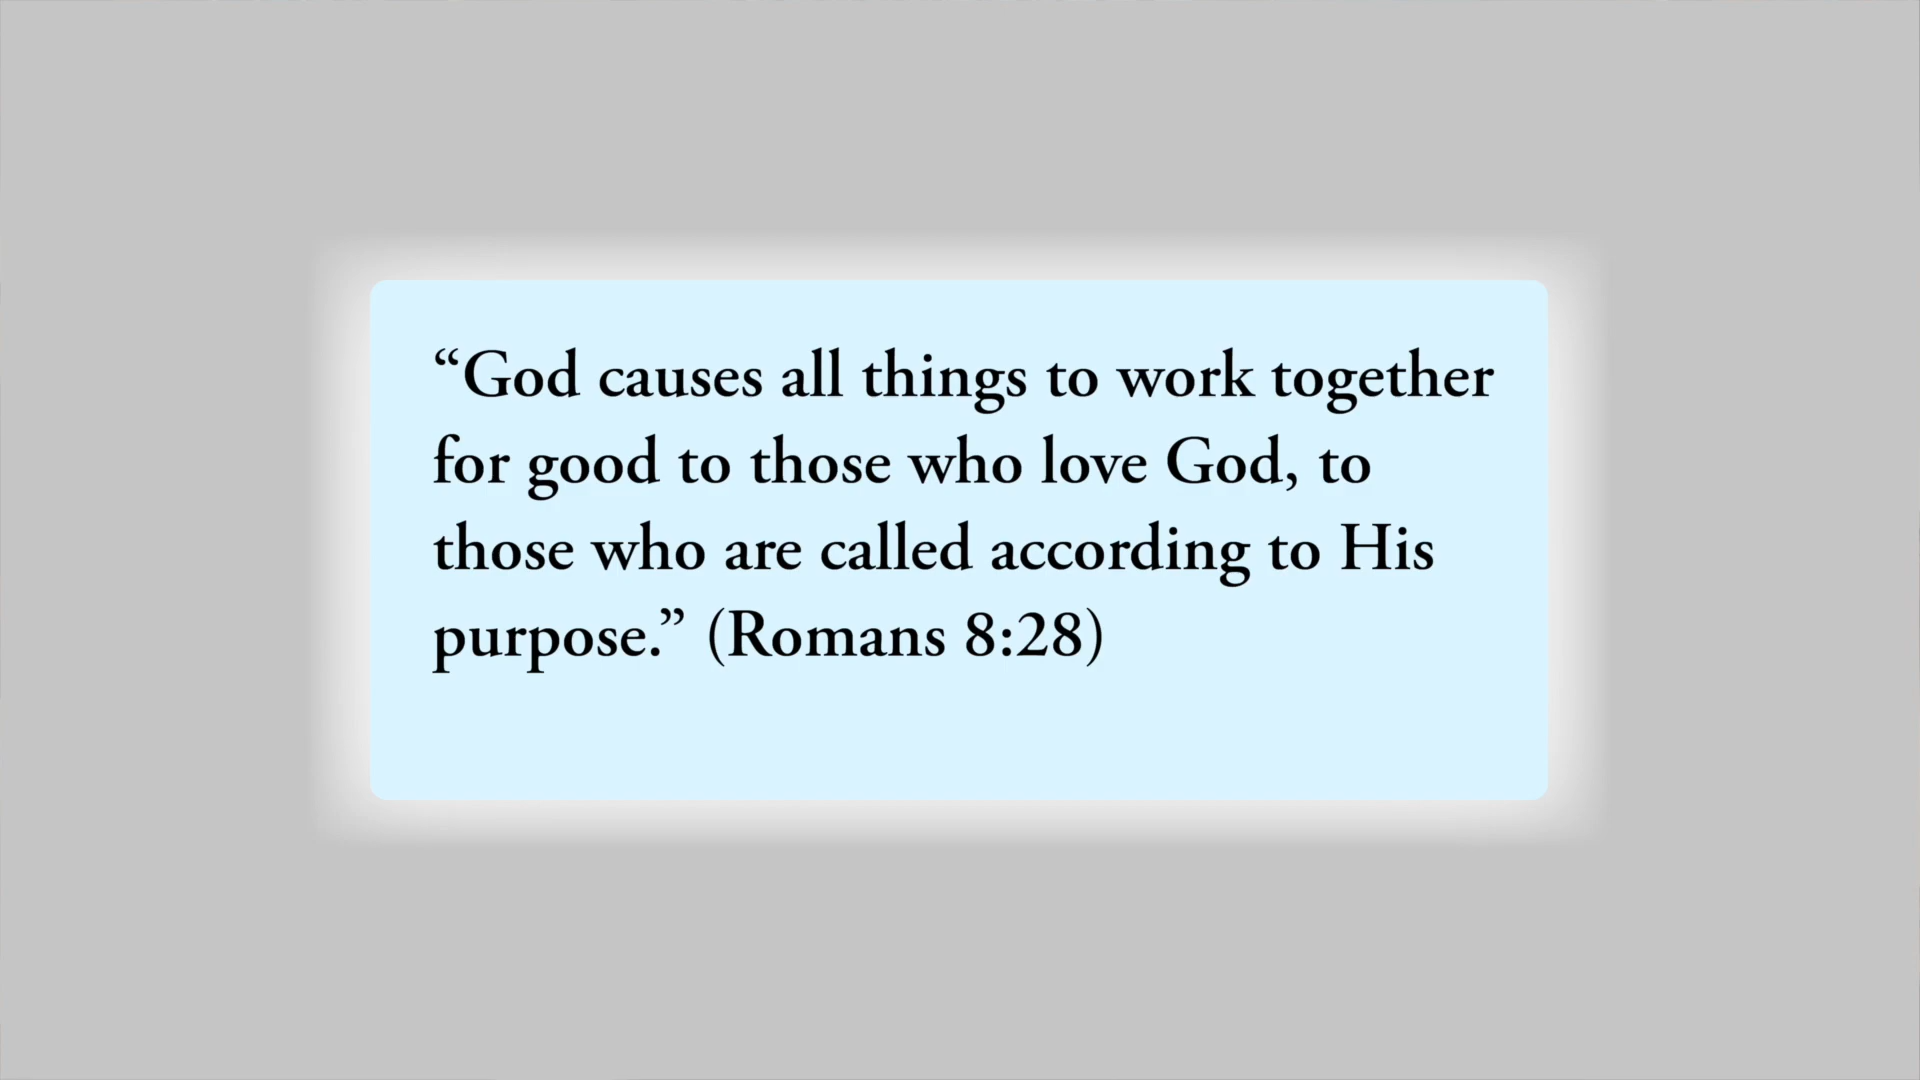 “God causes all things to work together
for good to those who love God, to
those who are called according to His
purpose.” (Romans 8:28)